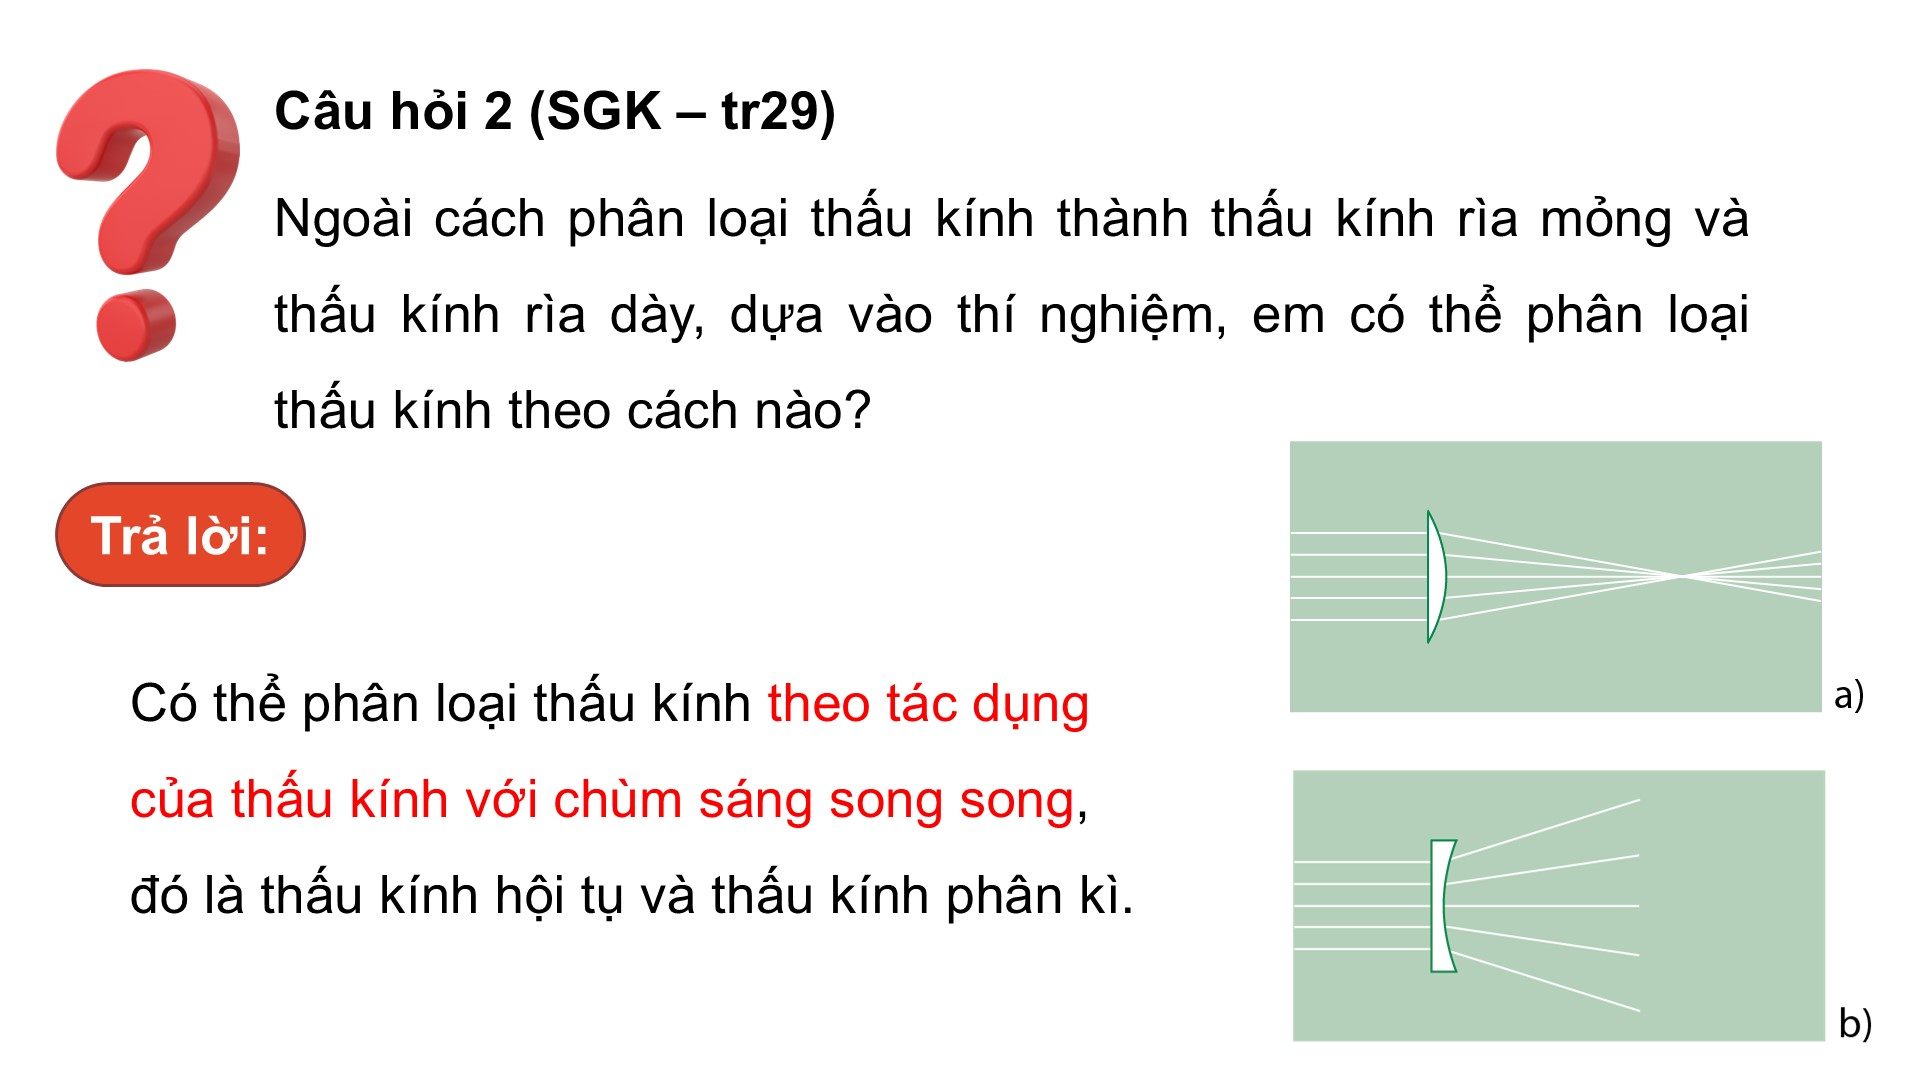 Câu hỏi 2 (SGK – tr29)
Ngoài cách phân loại thấu kính thành thấu kính rìa mỏng và
thấu kính rìa dày, dựa vào thí nghiệm, em có thể phân loại
thấu kính theo cách nào?
Trả lời:
Có thể phân loại thấu kính theo tác dụng
của thấu kính với chùm sáng song song,
đó là thấu kính hội tụ và thấu kính phân kì.
a)
b)